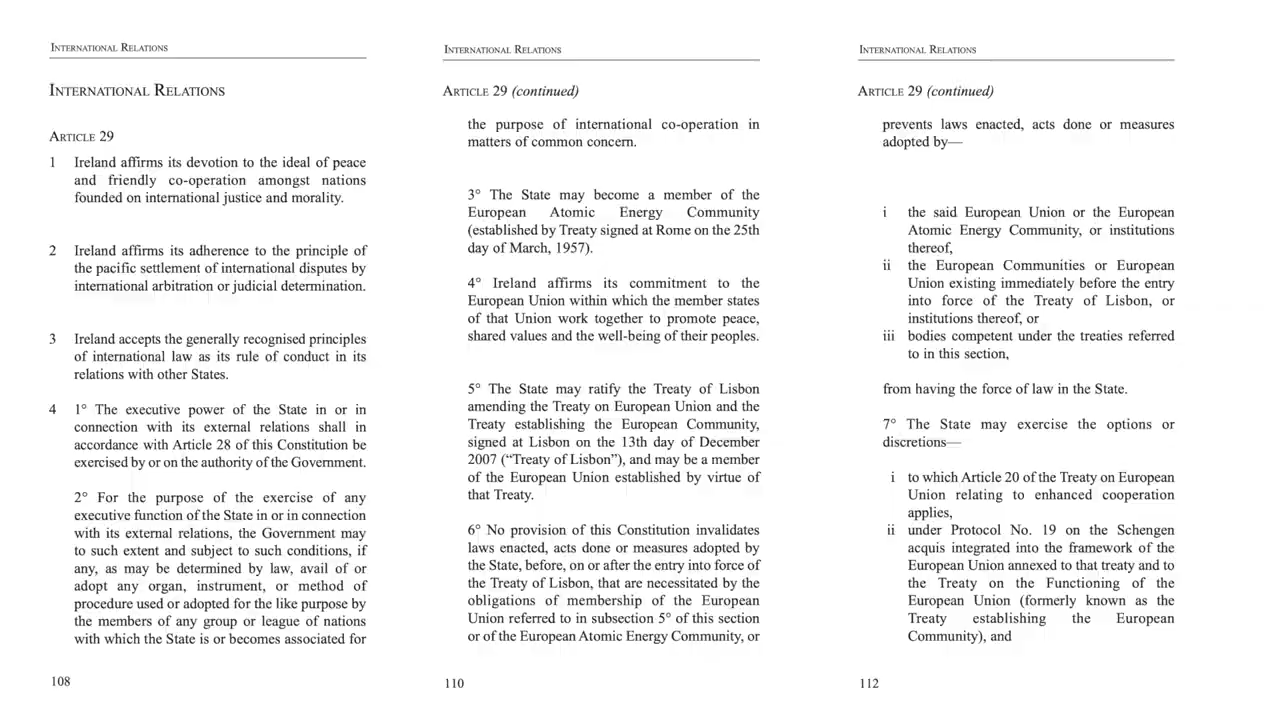 INTERNATIONAL RELATIONS
INTERNATIONAL RELATIONS
ARTICLE 29
1 Ireland affirms its devotion to the ideal of peace
and friendly co-operation amongst nations
founded on international justice and morality.
2 Ireland affirms its adherence to the principle of
the pacific settlement of international disputes by
international arbitration or judicial determination.
3 Ireland accepts the generally recognised principles
of international law as its rule of conduct in its
relations with other States.
4 1° The executive power of the State in or in
connection with its external relations shall in
accordance with Article 28 of this Constitution be
exercised by or on the authority of the Government.
2° For the purpose of the exercise of any
executive function of the State in or in connection
with its external relations, the Government may
to such extent and subject to such conditions, if
any, as may be determined by law, avail of or
adopt any organ, instrument, or method of
procedure used or adopted for the like purpose by
the members of any group or league of nations
with which the State is or becomes associated for
108
INTERNATIONAL RELATIONS
ARTICLE 29 (continued)
the purpose of international co-operation in
matters of common concern.
3° The State may become a member of the
European Atomic Energy Community
(established by Treaty signed at Rome on the 25th
day of March, 1957).
4° Ireland affirms its commitment to the
European Union within which the member states
of that Union work together to promote peace,
shared values and the well-being of their peoples.
5° The State may ratify the Treaty of Lisbon
amending the Treaty on European Union and the
Treaty establishing the European Community,
signed at Lisbon on the 13th day of December
2007 (“Treaty of Lisbon”), and may be a member
of the European Union established by virtue of
that Treaty.
6° No provision of this Constitution invalidates
laws enacted, acts done or measures adopted by
the State, before, on or after the entry into force of
the Treaty of Lisbon, that are necessitated by the
obligations of membership of the European
Union referred to in subsection 5° of this section
or of the European Atomic Energy Community, or
110
INTERNATIONAL RELATIONS
ARTICLE 29 (continued)
prevents laws enacted, acts done or measures
adopted by—
i the said European Union or the European
Atomic Energy Community, or institutions
thereof,
ii the European Communities or European
Union existing immediately before the entry
into force of the Treaty of Lisbon, or
institutions thereof, or
iii bodies competent under the treaties referred
to in this section,
from having the force of law in the State.
7° The State may exercise the options or
discretions—
i to which Article 20 of the Treaty on European
Union relating to enhanced cooperation
applies,
ii under Protocol No. 19 on the Schengen
acquis integrated into the framework of the
European Union annexed to that treaty and to
the Treaty on the Functioning of the
European Union (formerly known as the
Treaty establishing the European
Community), and
112